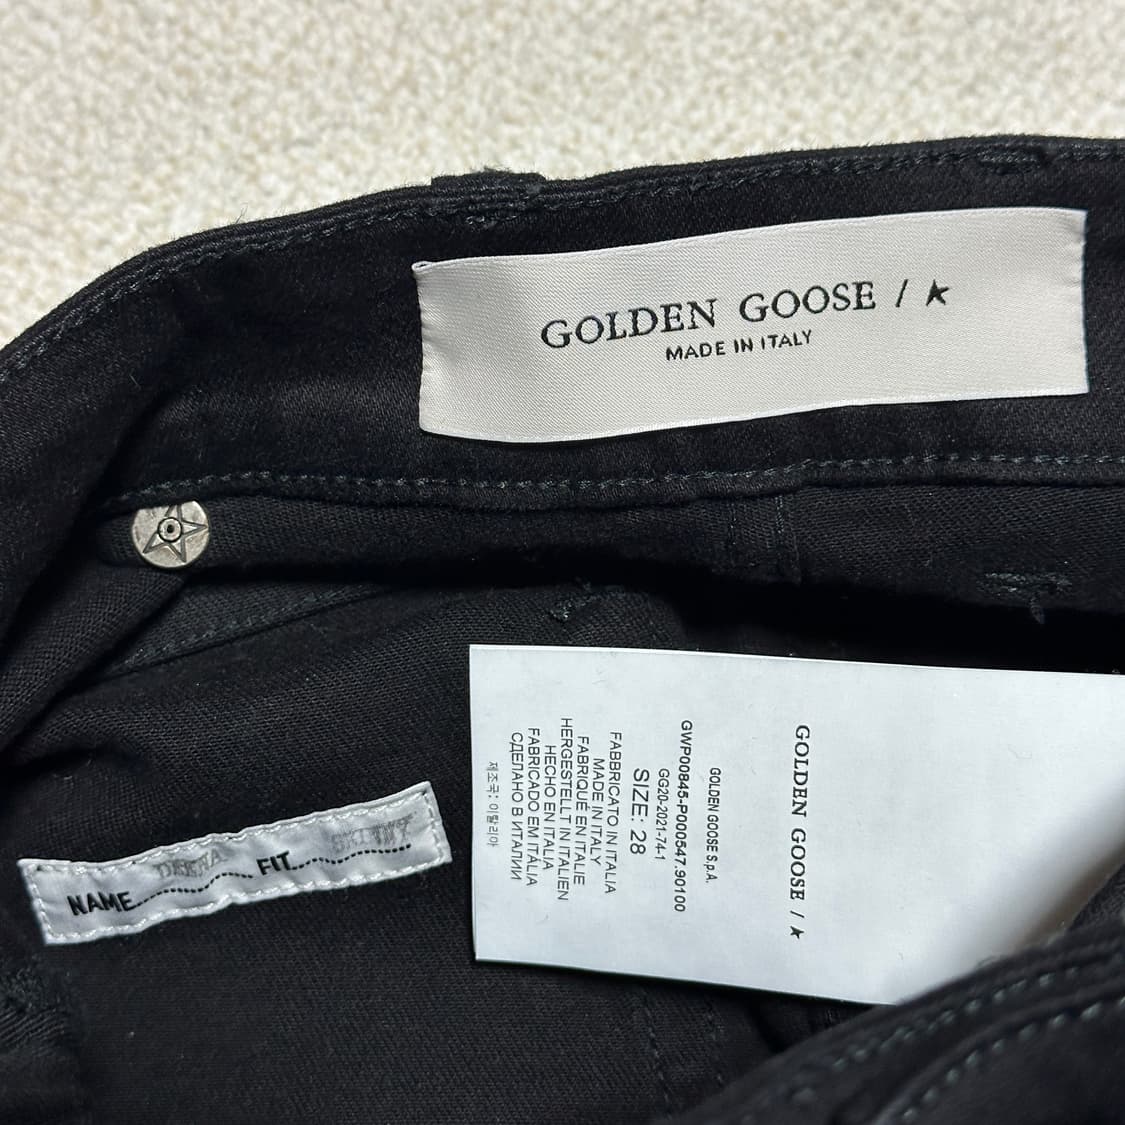 GOLDEN GOOSE / ★
MADE IN ITALY
GOLDEN GOOSE / ★
GOLDEN GOOSE S.p.A.
GWP00845-P000547.90100
GG20-2021-74-1
SIZE: 28
FABBRICATO IN ITALIA
MADE IN ITALY
FABRIQUÉ EN ITALIE
HERGESTELLT IN ITALIEN
HECHO EN ITALIA
FABRICADO EM ITÁLIA
СДЕЛАНО В ИТАЛИИ
제조국: 이탈리아
NAME FIT SKINNY